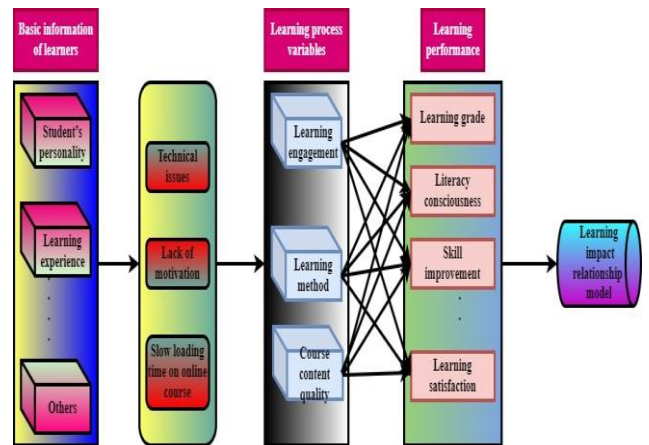 Basic information
of learners
Learning process
variables
Learning
performance
Student's
personality
Learning
experience
Others
Technical
issues
Lack of
motivation
Slow loading
time on online
course
Learning
engagement
Learning
method
Course
content
quality
Learning grade
Literacy
consciousness
Skill
improvement
Learning
satisfaction
Learning
impact
relationship
model